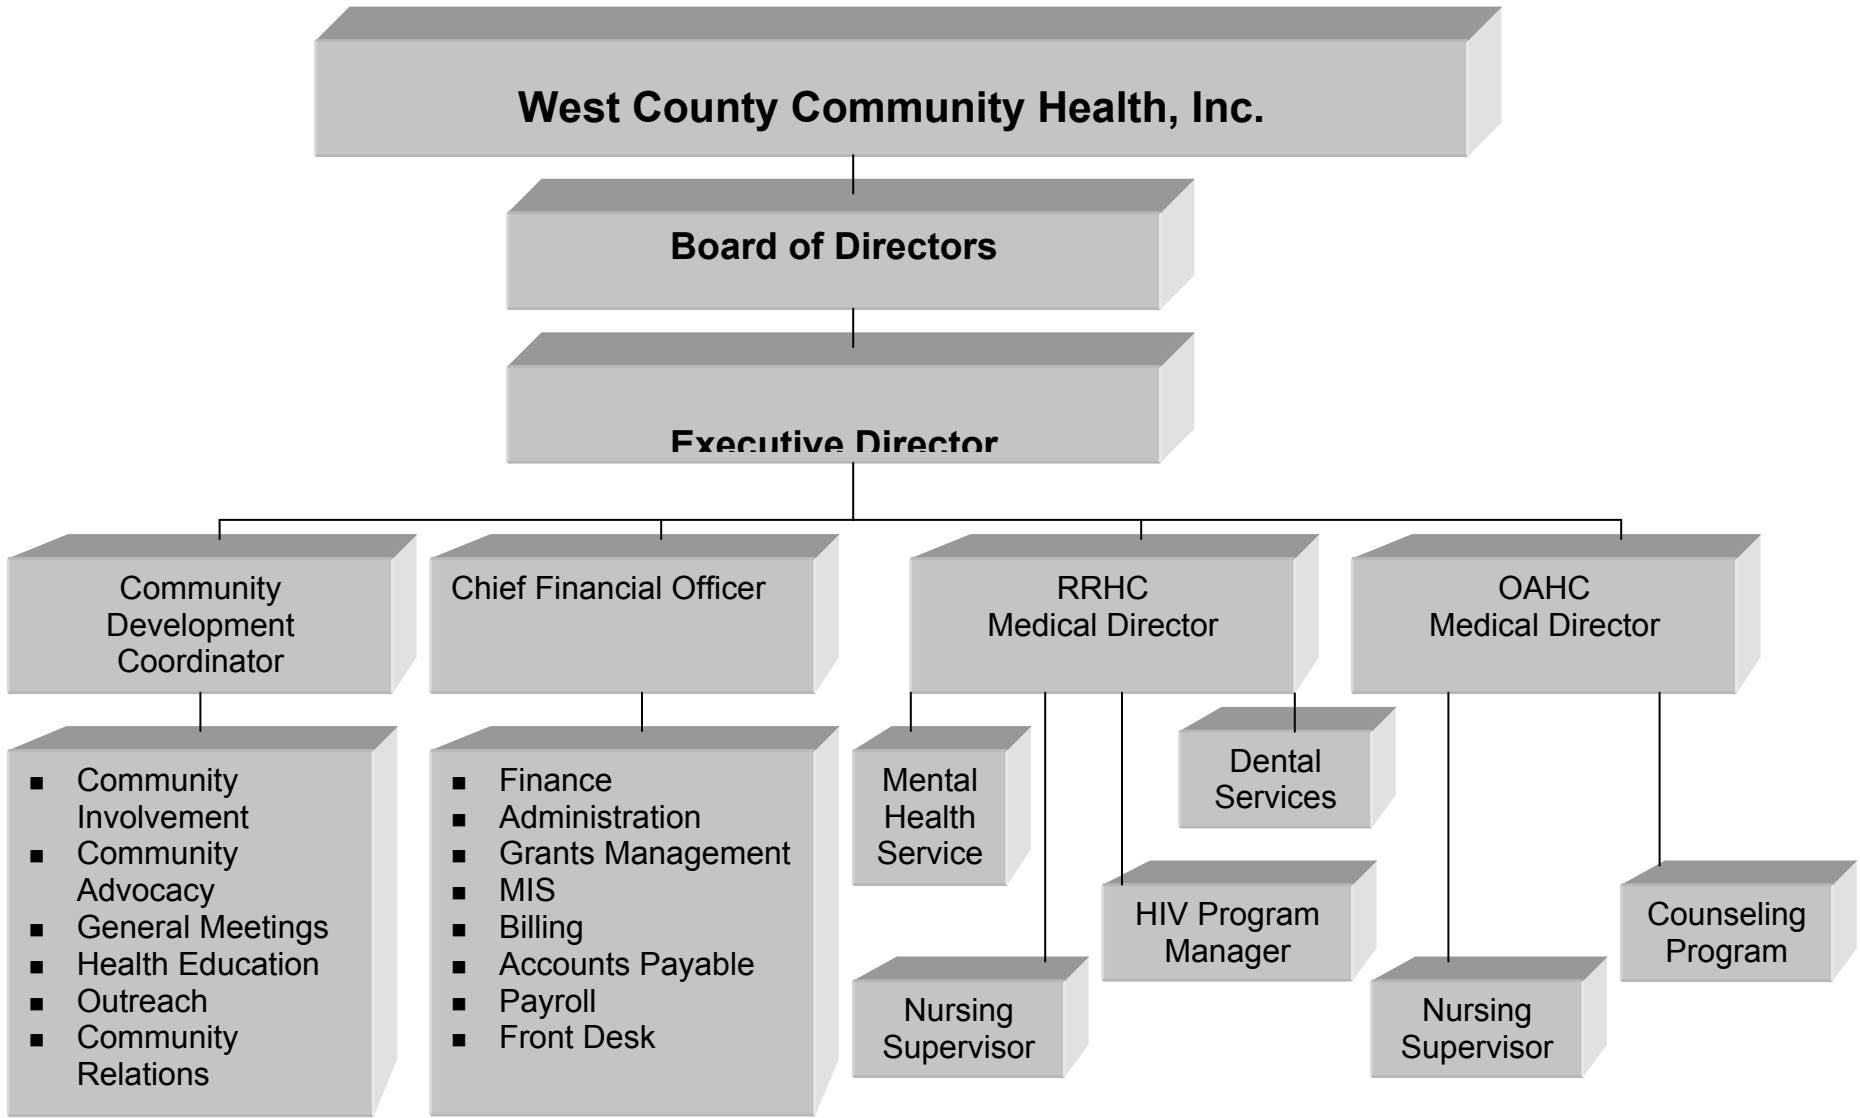 West County Community Health, Inc.
Board of Directors
Executive Director
Community
Development
Coordinator
Chief Financial Officer
RRHC
Medical Director
OAHC
Medical Director
■ Community
Involvement
■ Community
Advocacy
■ General Meetings
■ Health Education
■ Outreach
■ Community
Relations
■ Finance
■ Administration
■ Grants Management
■ MIS
■ Billing
■ Accounts Payable
■ Payroll
■ Front Desk
Mental
Health
Service
Dental
Services
HIV Program
Manager
Nursing
Supervisor
Counseling
Program
Nursing
Supervisor